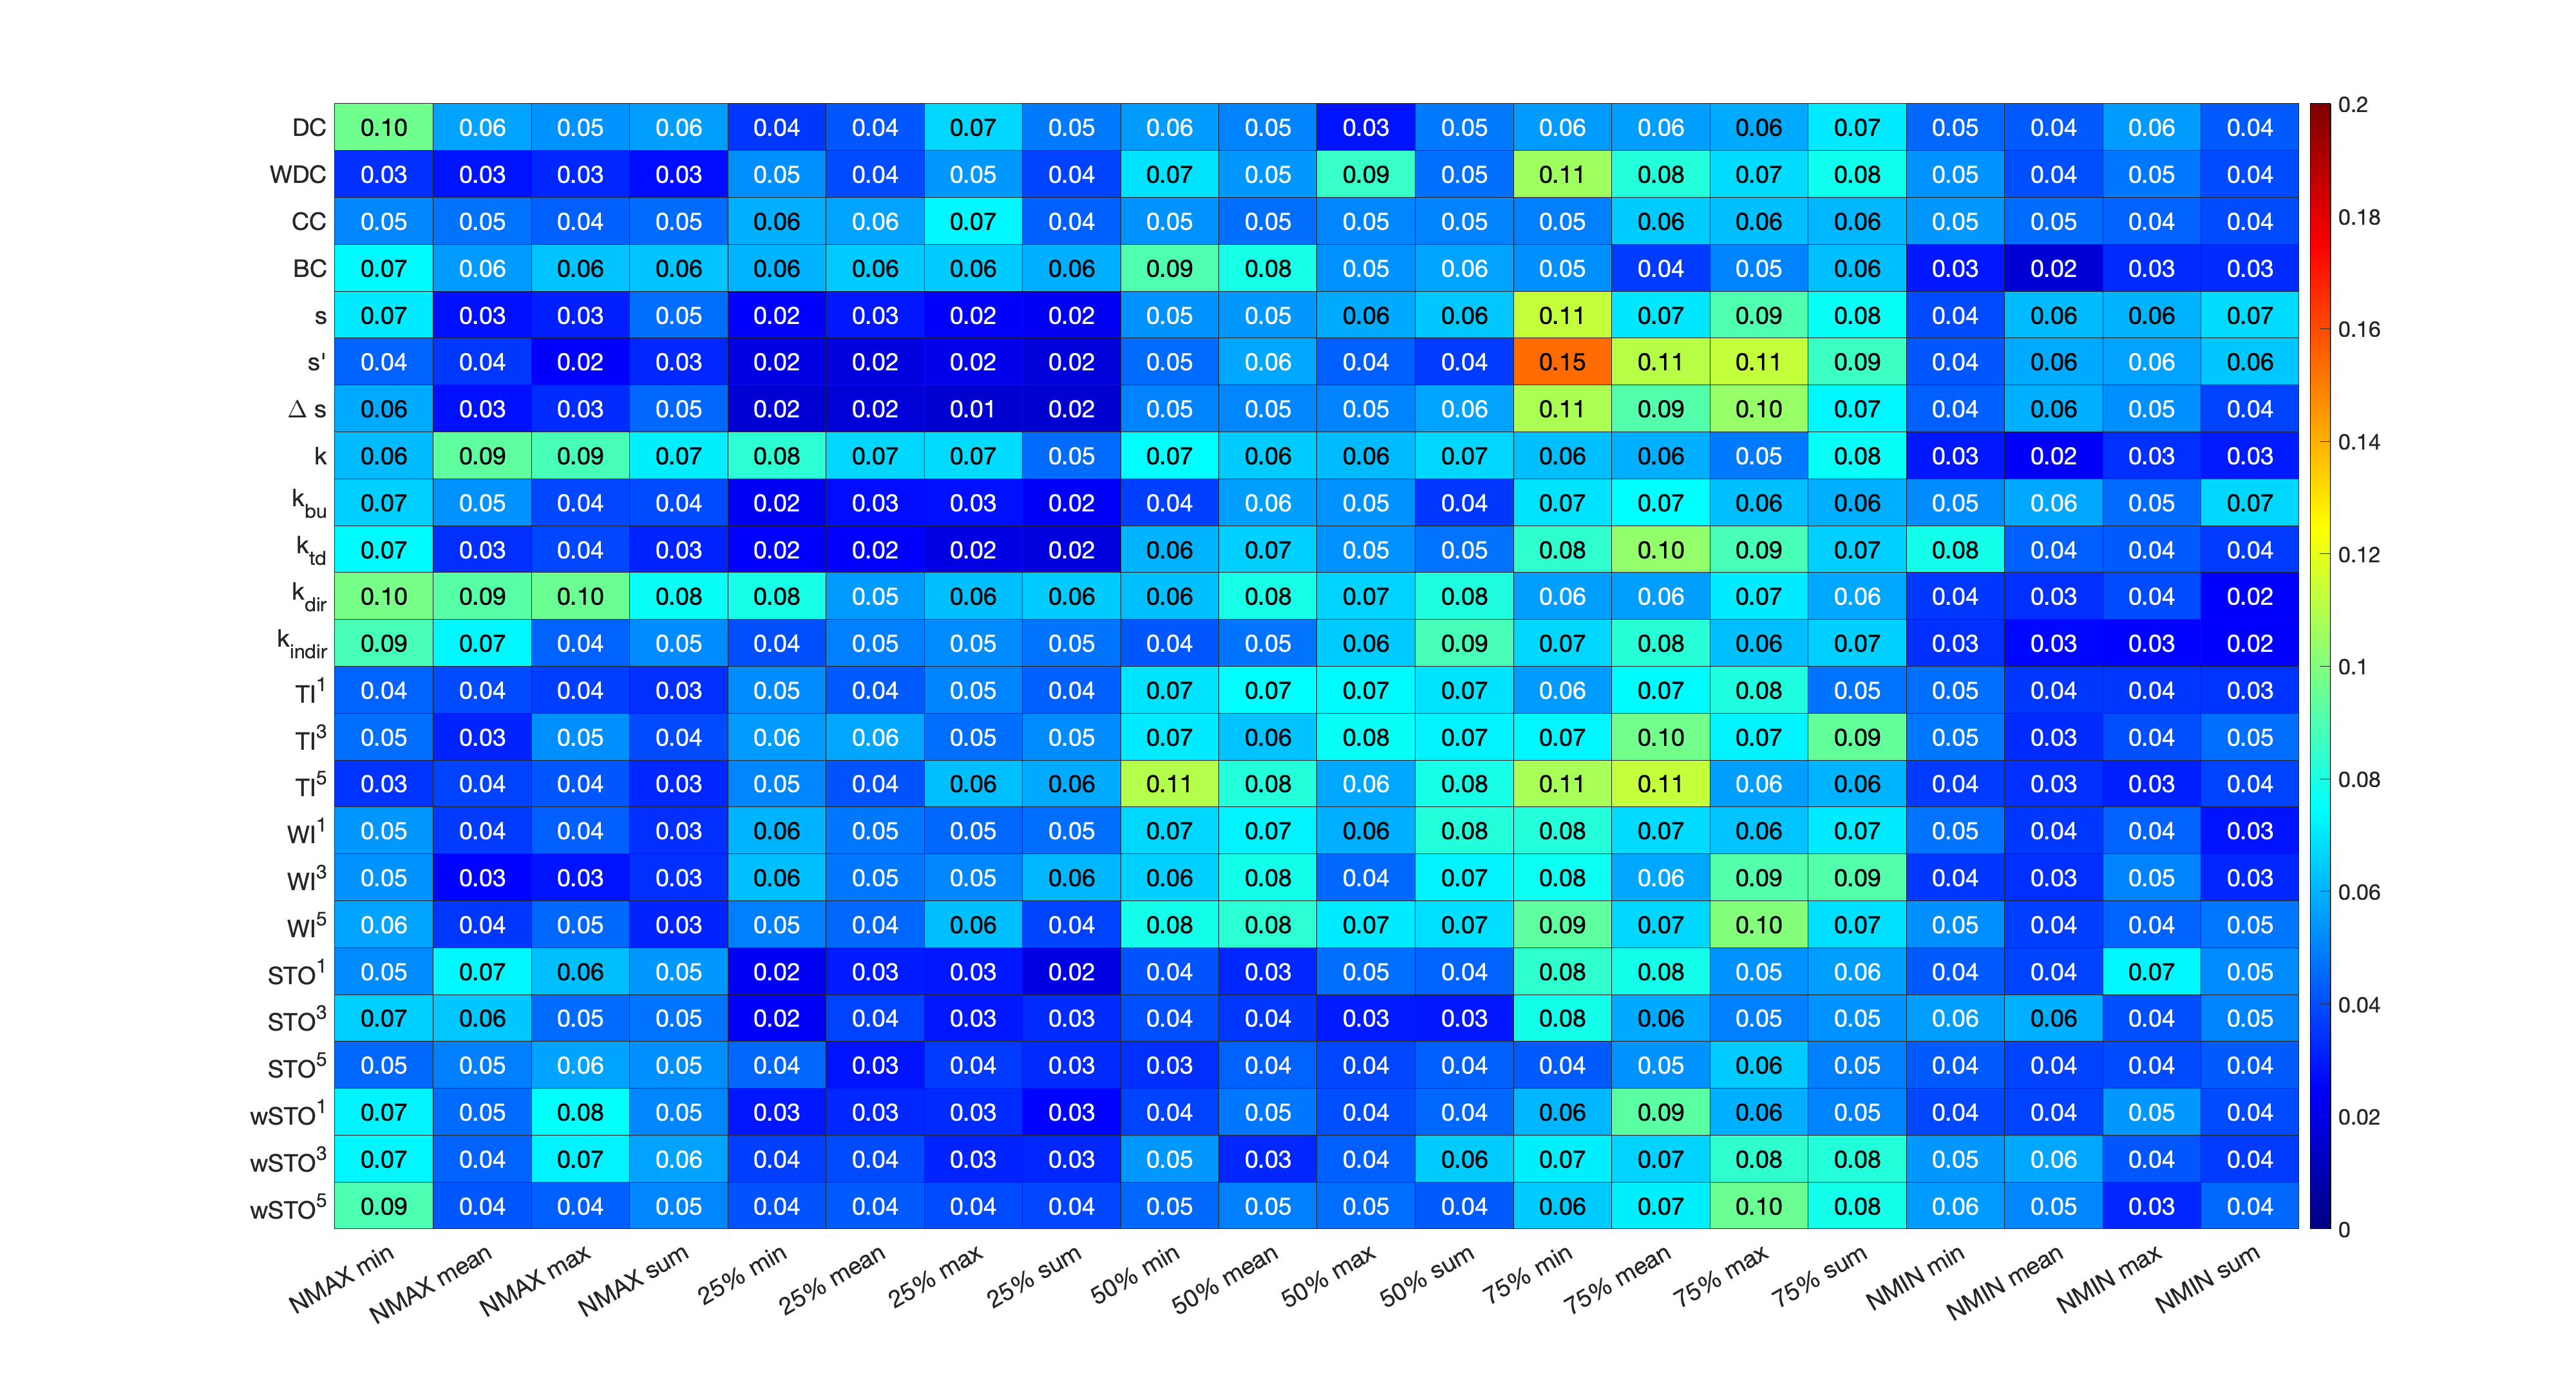 0.2
DC 0.10 0.06 0.05 0.06 0.04 0.04 0.07 0.05 0.06 0.05 0.03 0.05 0.06 0.06 0.06 0.07 0.05 0.04 0.06 0.04
WDC 0.03 0.03 0.03 0.03 0.05 0.04 0.05 0.04 0.07 0.05 0.09 0.05 0.11 0.08 0.07 0.08 0.05 0.04 0.05 0.04
0.18
CC 0.05 0.05 0.04 0.05 0.06 0.06 0.07 0.04 0.05 0.05 0.05 0.05 0.05 0.06 0.06 0.06 0.05 0.05 0.04 0.04
BC 0.07 0.06 0.06 0.06 0.06 0.06 0.06 0.06 0.09 0.08 0.05 0.06 0.05 0.04 0.05 0.06 0.03 0.02 0.03 0.03
s 0.07 0.03 0.03 0.05 0.02 0.03 0.02 0.02 0.05 0.05 0.06 0.06 0.11 0.07 0.09 0.08 0.04 0.06 0.06 0.07
0.16
s' 0.04 0.04 0.02 0.03 0.02 0.02 0.02 0.02 0.05 0.06 0.04 0.04 0.15 0.11 0.11 0.09 0.04 0.06 0.06 0.06
Δ s 0.06 0.03 0.03 0.05 0.02 0.02 0.01 0.02 0.05 0.05 0.05 0.06 0.11 0.09 0.10 0.07 0.04 0.06 0.05 0.04
0.14
k 0.06 0.09 0.09 0.07 0.08 0.07 0.07 0.05 0.07 0.06 0.06 0.07 0.06 0.06 0.05 0.08 0.03 0.02 0.03 0.03
k_bu 0.07 0.05 0.04 0.04 0.02 0.03 0.03 0.02 0.04 0.06 0.05 0.04 0.07 0.07 0.06 0.06 0.05 0.06 0.05 0.07
k_td 0.07 0.03 0.04 0.03 0.02 0.02 0.02 0.02 0.06 0.07 0.05 0.05 0.08 0.10 0.09 0.07 0.08 0.04 0.04 0.04
0.12
k_dir 0.10 0.09 0.10 0.08 0.08 0.05 0.06 0.06 0.06 0.08 0.07 0.08 0.06 0.06 0.07 0.06 0.04 0.03 0.04 0.02
k_indir 0.09 0.07 0.04 0.05 0.04 0.05 0.05 0.05 0.04 0.05 0.06 0.09 0.07 0.08 0.06 0.07 0.03 0.03 0.03 0.02
0.1
TI^1 0.04 0.04 0.04 0.03 0.05 0.04 0.05 0.04 0.07 0.07 0.07 0.07 0.06 0.07 0.08 0.05 0.05 0.04 0.04 0.03
TI^3 0.05 0.03 0.05 0.04 0.06 0.06 0.05 0.05 0.07 0.06 0.08 0.07 0.07 0.10 0.07 0.09 0.05 0.03 0.04 0.05
0.08
TI^5 0.03 0.04 0.04 0.03 0.05 0.04 0.06 0.06 0.11 0.08 0.06 0.08 0.11 0.11 0.06 0.06 0.04 0.03 0.03 0.04
WI^1 0.05 0.04 0.04 0.03 0.06 0.05 0.05 0.05 0.07 0.07 0.06 0.08 0.08 0.07 0.06 0.07 0.05 0.04 0.04 0.03
WI^3 0.05 0.03 0.03 0.03 0.06 0.05 0.05 0.06 0.06 0.08 0.04 0.07 0.08 0.06 0.09 0.09 0.04 0.03 0.05 0.03
0.06
WI^5 0.06 0.04 0.05 0.03 0.05 0.04 0.06 0.04 0.08 0.08 0.07 0.07 0.09 0.07 0.10 0.07 0.05 0.04 0.04 0.05
STO^1 0.05 0.07 0.06 0.05 0.02 0.03 0.03 0.02 0.04 0.03 0.05 0.04 0.08 0.08 0.05 0.06 0.04 0.04 0.07 0.05
0.04
STO^3 0.07 0.06 0.05 0.05 0.02 0.04 0.03 0.03 0.04 0.04 0.03 0.03 0.08 0.06 0.05 0.05 0.06 0.06 0.04 0.05
STO^5 0.05 0.05 0.06 0.05 0.04 0.03 0.04 0.03 0.03 0.04 0.04 0.04 0.04 0.05 0.06 0.05 0.04 0.04 0.04 0.04
wSTO^1 0.07 0.05 0.08 0.05 0.03 0.03 0.03 0.03 0.04 0.05 0.04 0.04 0.06 0.09 0.06 0.05 0.04 0.04 0.05 0.04
0.02
wSTO^3 0.07 0.04 0.07 0.06 0.04 0.04 0.03 0.03 0.05 0.03 0.04 0.06 0.07 0.07 0.08 0.08 0.05 0.06 0.04 0.04
wSTO^5 0.09 0.04 0.04 0.05 0.04 0.04 0.04 0.04 0.05 0.05 0.05 0.04 0.06 0.07 0.10 0.08 0.06 0.05 0.03 0.04
0
NMAX min NMAX mean NMAX max NMAX sum 25% min 25% mean 25% max 25% sum 50% min 50% mean 50% max 50% sum 75% min 75% mean 75% max 75% sum NMIN min NMIN mean NMIN max NMIN sum